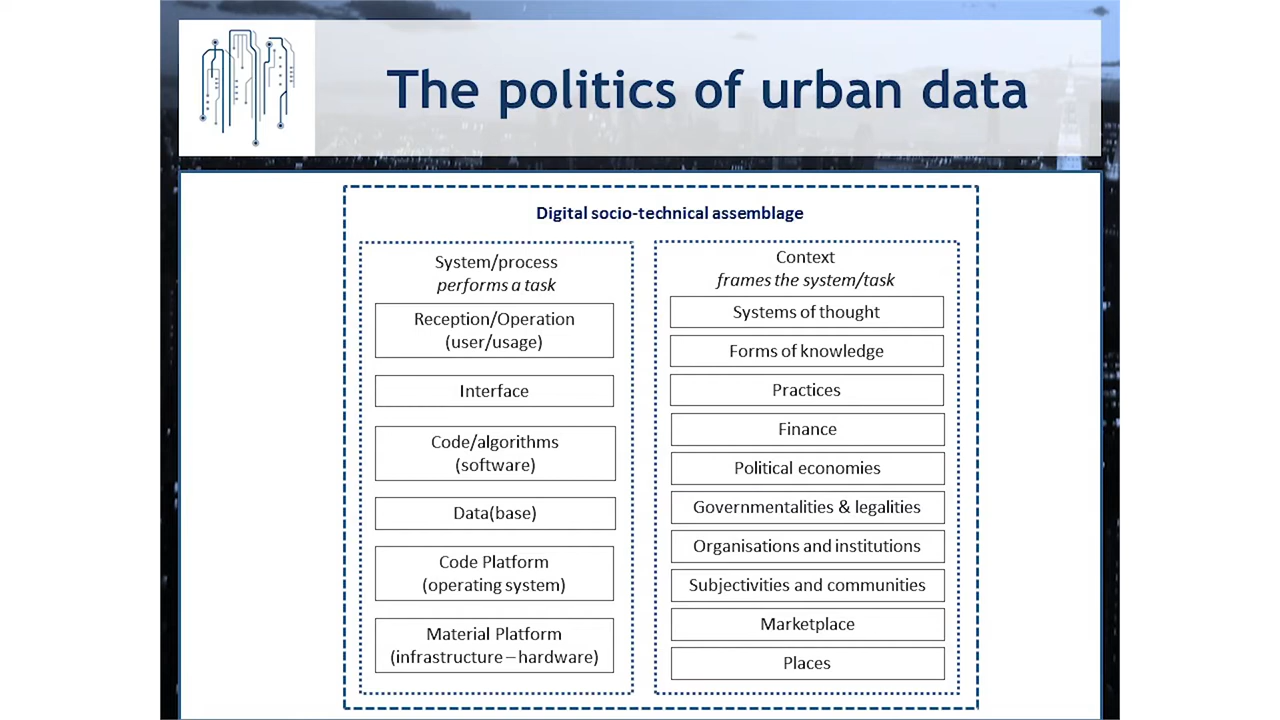 The politics of urban data
Digital socio-technical assemblage
System/process
performs a task
Reception/Operation
(user/usage)
Interface
Code/algorithms
(software)
Data(base)
Code Platform
(operating system)
Material Platform
(infrastructure – hardware)
Context
frames the system/task
Systems of thought
Forms of knowledge
Practices
Finance
Political economies
Governmentalities & legalities
Organisations and institutions
Subjectivities and communities
Marketplace
Places